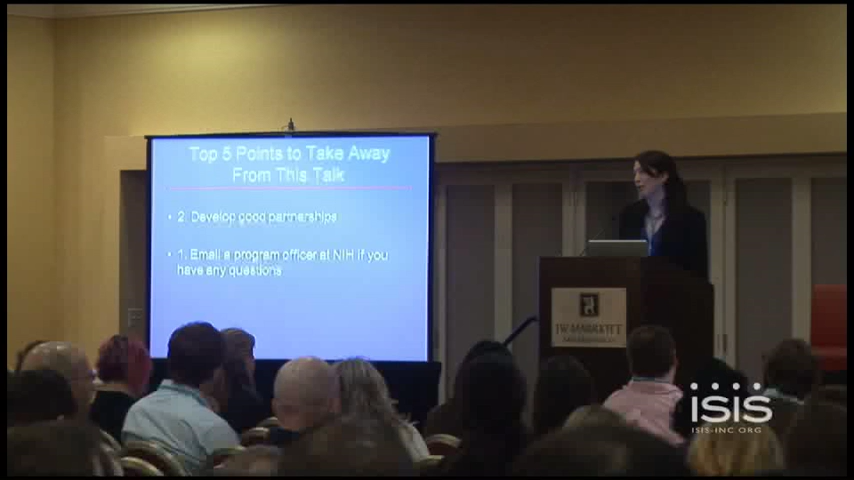 Top 5 Points to Take Away
From This Talk
• 2. Develop good partnerships
• 1. Email a program officer at NIH if you
have any questions
JW MARRIOTT
isis
ISIS-INC.ORG